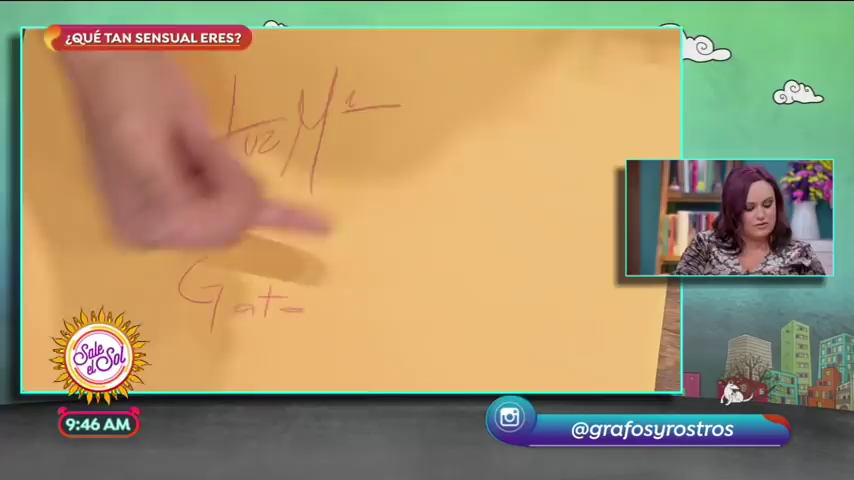 ¿QUÉ TAN SENSUAL ERES?
Luz Ma
Gato
Sale
el Sol
9:46 AM
@grafosyrostros